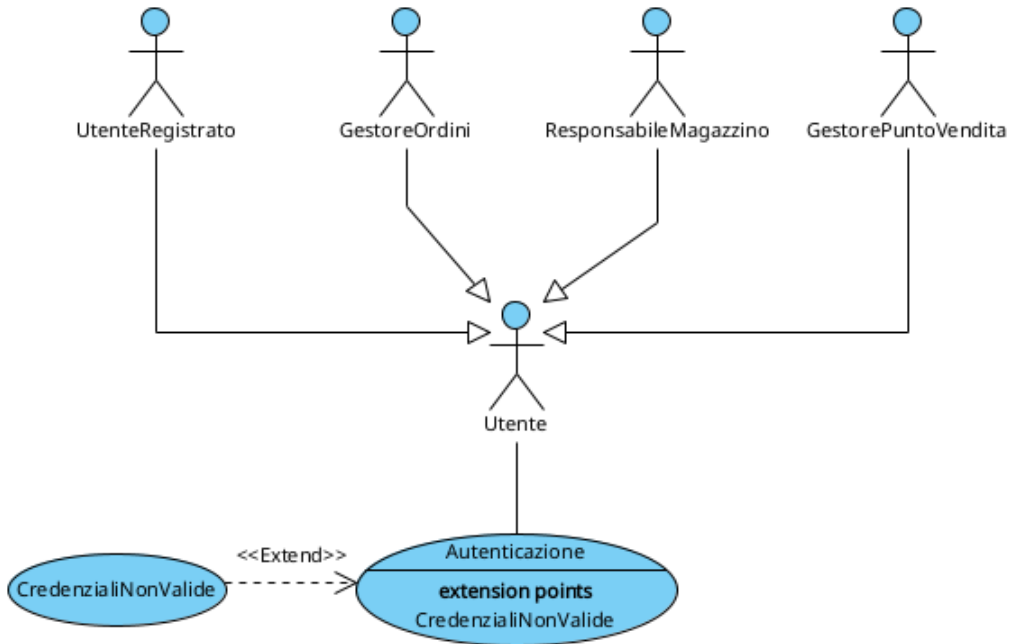 UtenteRegistrato
GestoreOrdini
ResponsabileMagazzino
GestorePuntoVendita
Utente
<<Extend>>
CredenzialiNonValide
Autenticazione
extension points
CredenzialiNonValide